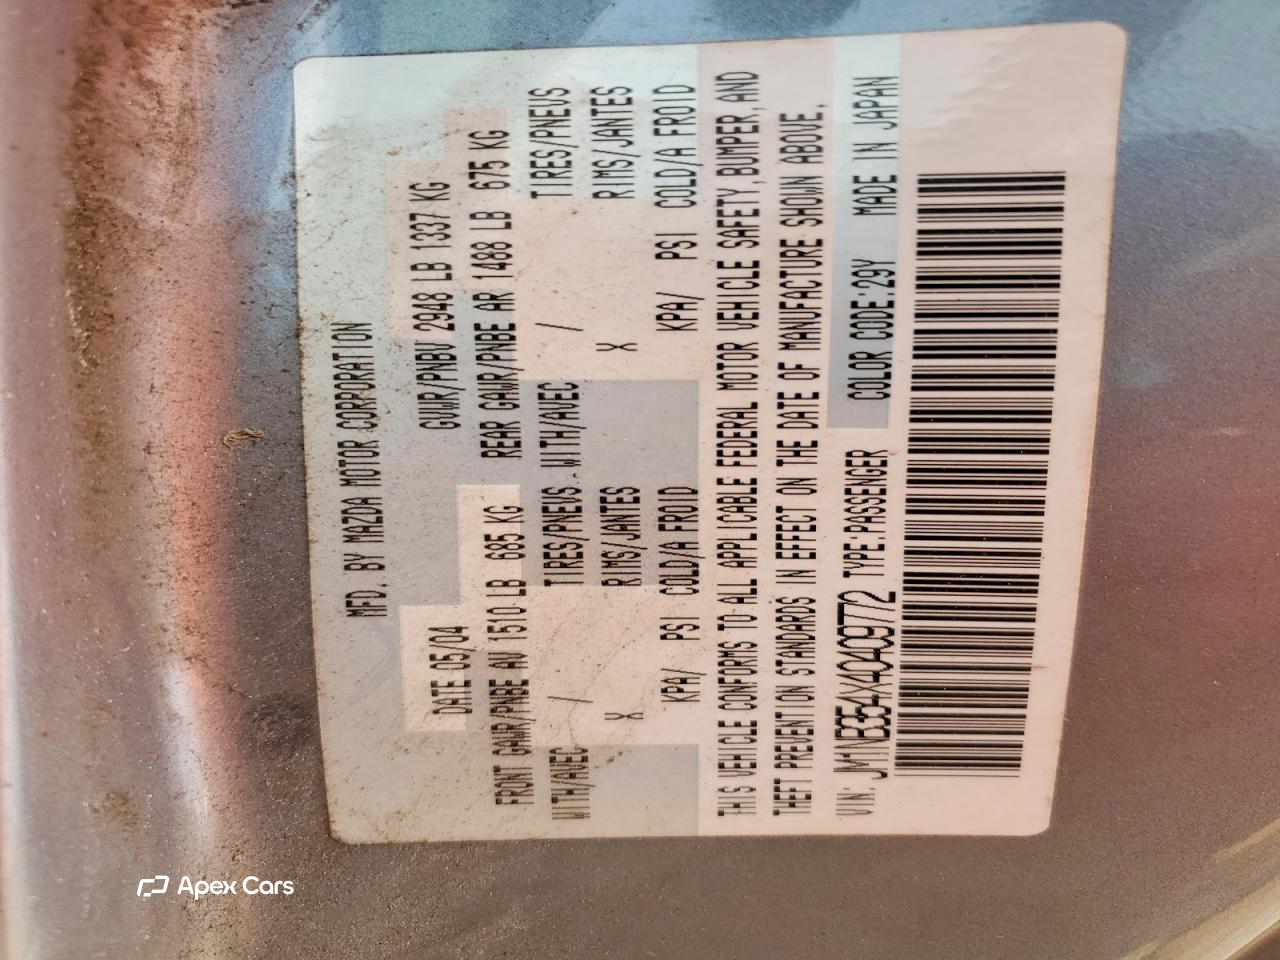 MFD. BY MAZDA MOTOR CORPORATION
DATE 05/04 GVWR/PNBV 2948 LB 1337 KG
FRONT GAWR/PNBE AV 1510 LB 685 KG REAR GAWR/PNBE AR 1488 LB 675 KG
WITH/AVEC / TIRES/PNEUS .WITH/AVEC / TIRES/PNEUS
X RIMS/JANTES X RIMS/JANTES
KPA/ PSI COLD/A FROID KPA/ PSI COLD/A FROID
THIS VEHICLE CONFORMS TO ALL APPLICABLE FEDERAL MOTOR VEHICLE SAFETY,BUMPER,AND
THEFT PREVENTION STANDARDS IN EFFECT ON THE DATE OF MANUFACTURE SHOWN ABOVE.
VIN: TYPE:PASSENGER COLOR CODE:29Y MADE IN JAPAN
Apex Cars